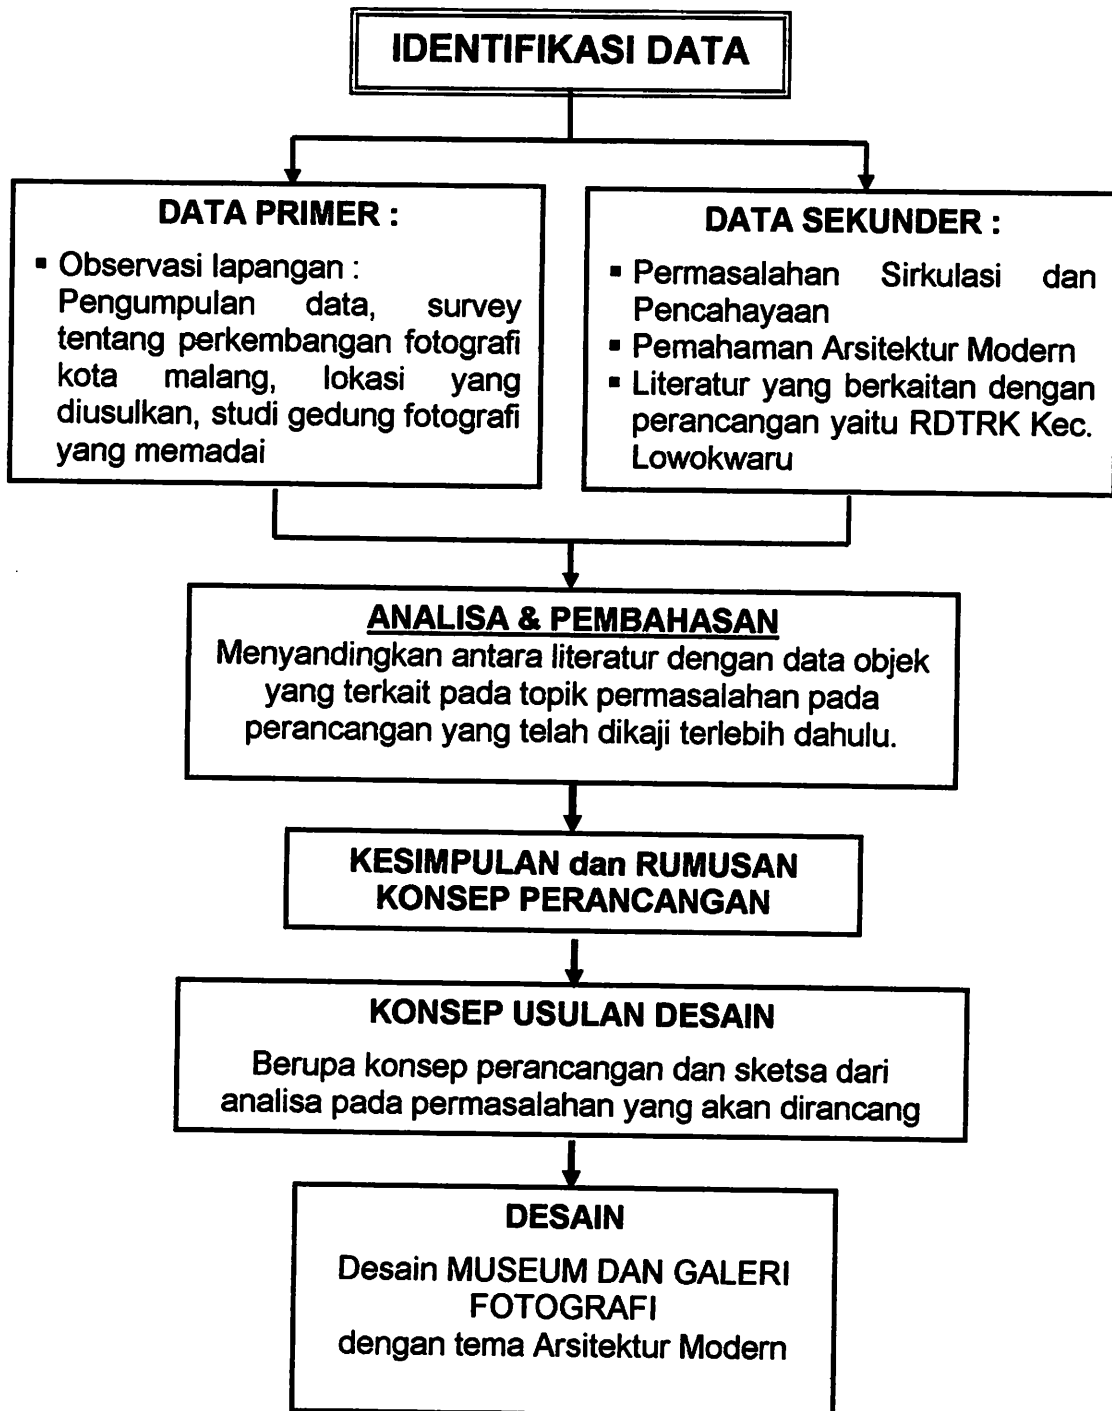 IDENTIFIKASI DATA
DATA PRIMER :
▪ Observasi lapangan :
Pengumpulan data, survey
tentang perkembangan fotografi
kota malang, lokasi yang
diusulkan, studi gedung fotografi
yang memadai
DATA SEKUNDER :
▪ Permasalahan Sirkulasi dan
Pencahayaan
▪ Pemahaman Arsitektur Modern
▪ Literatur yang berkaitan dengan
perancangan yaitu RDTRK Kec.
Lowokwaru
ANALISA & PEMBAHASAN
Menyandingkan antara literatur dengan data objek
yang terkait pada topik permasalahan pada
perancangan yang telah dikaji terlebih dahulu.
KESIMPULAN dan RUMUSAN
KONSEP PERANCANGAN
KONSEP USULAN DESAIN
Berupa konsep perancangan dan sketsa dari
analisa pada permasalahan yang akan dirancang
DESAIN
Desain MUSEUM DAN GALERI
FOTOGRAFI
dengan tema Arsitektur Modern